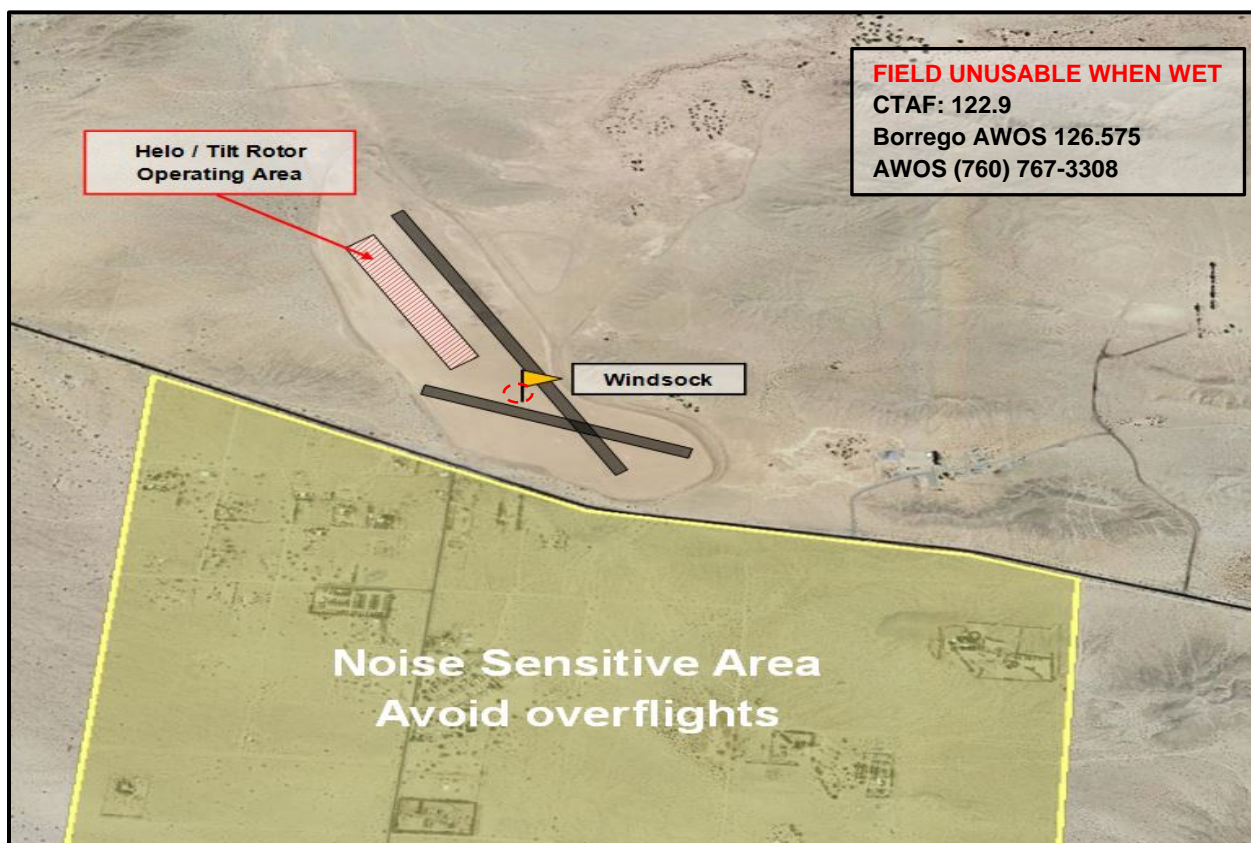 FIELD UNUSABLE WHEN WET
CTAF: 122.9
Borrego AWOS 126.575
AWOS (760) 767-3308
Helo / Tilt Rotor
Operating Area
Windsock
Noise Sensitive Area
Avoid overflights